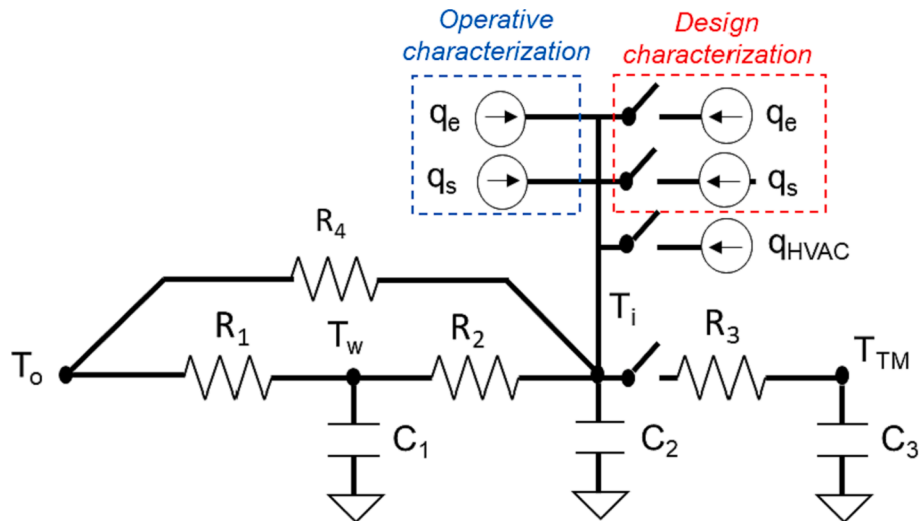 Operative
characterization
Design
characterization
qe
qe
qs
qs
qHVAC
R4
Ti
R1
Tw
R2
R3
To
TTM
C1
C2
C3